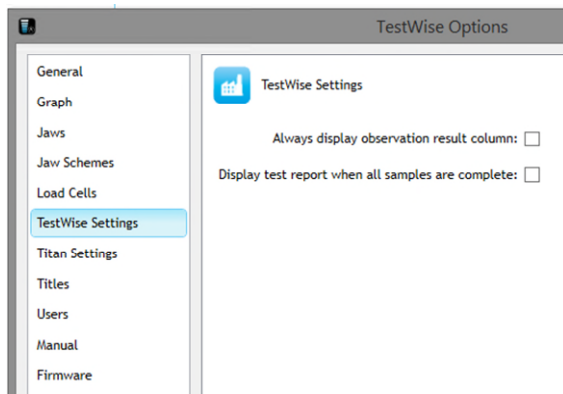 TestWise Options
General
Graph
Jaws
Jaw Schemes
Load Cells
TestWise Settings
Titan Settings
Titles
Users
Manual
Firmware
TestWise Settings
Always display observation result column:
Display test report when all samples are complete: